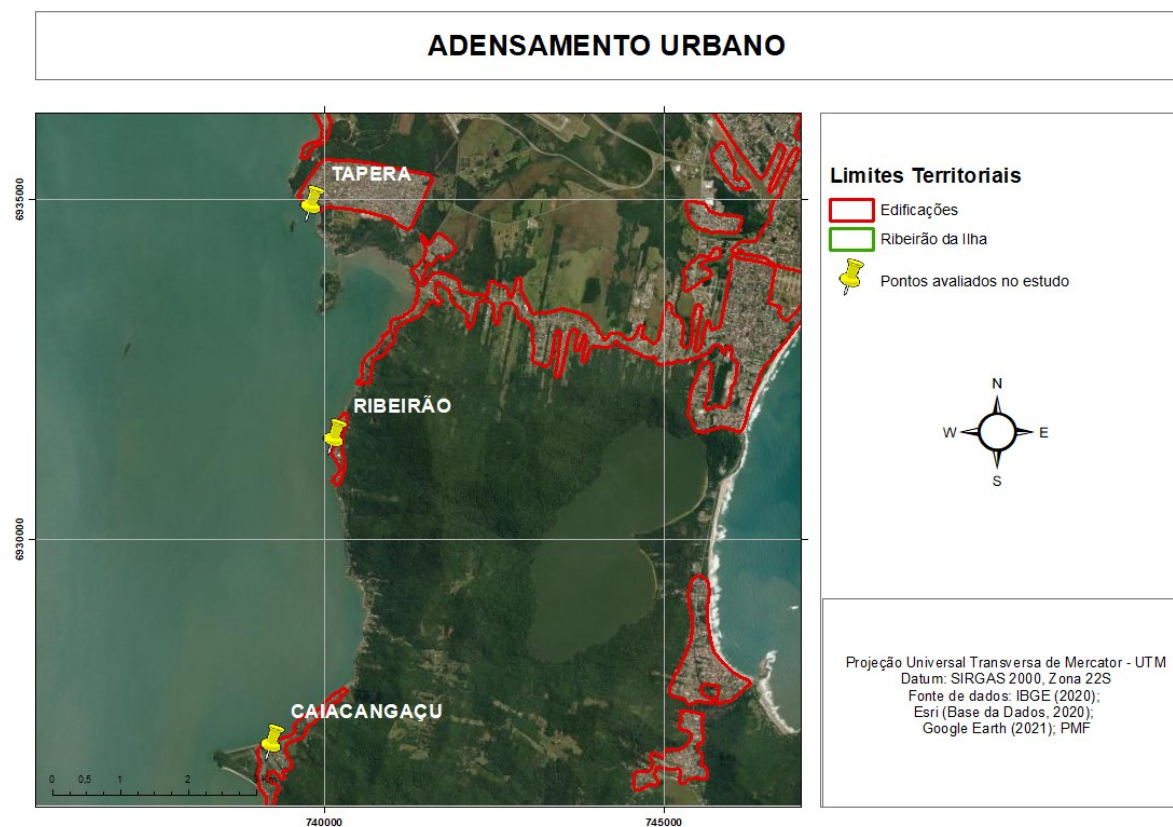 ADENSAMENTO URBANO
TAPERA
RIBEIRÃO
CAIACANGAÇU
0 0,5 1 2 3 Km
6935000
6930000
740000 745000
Limites Territoriais
Edificações
Ribeirão da Ilha
Pontos avaliados no estudo
N
W E
S
Projeção Universal Transversa de Mercator - UTM
Datum: SIRGAS 2000, Zona 22S
Fonte de dados: IBGE (2020);
Esri (Base da Dados, 2020);
Google Earth (2021); PMF